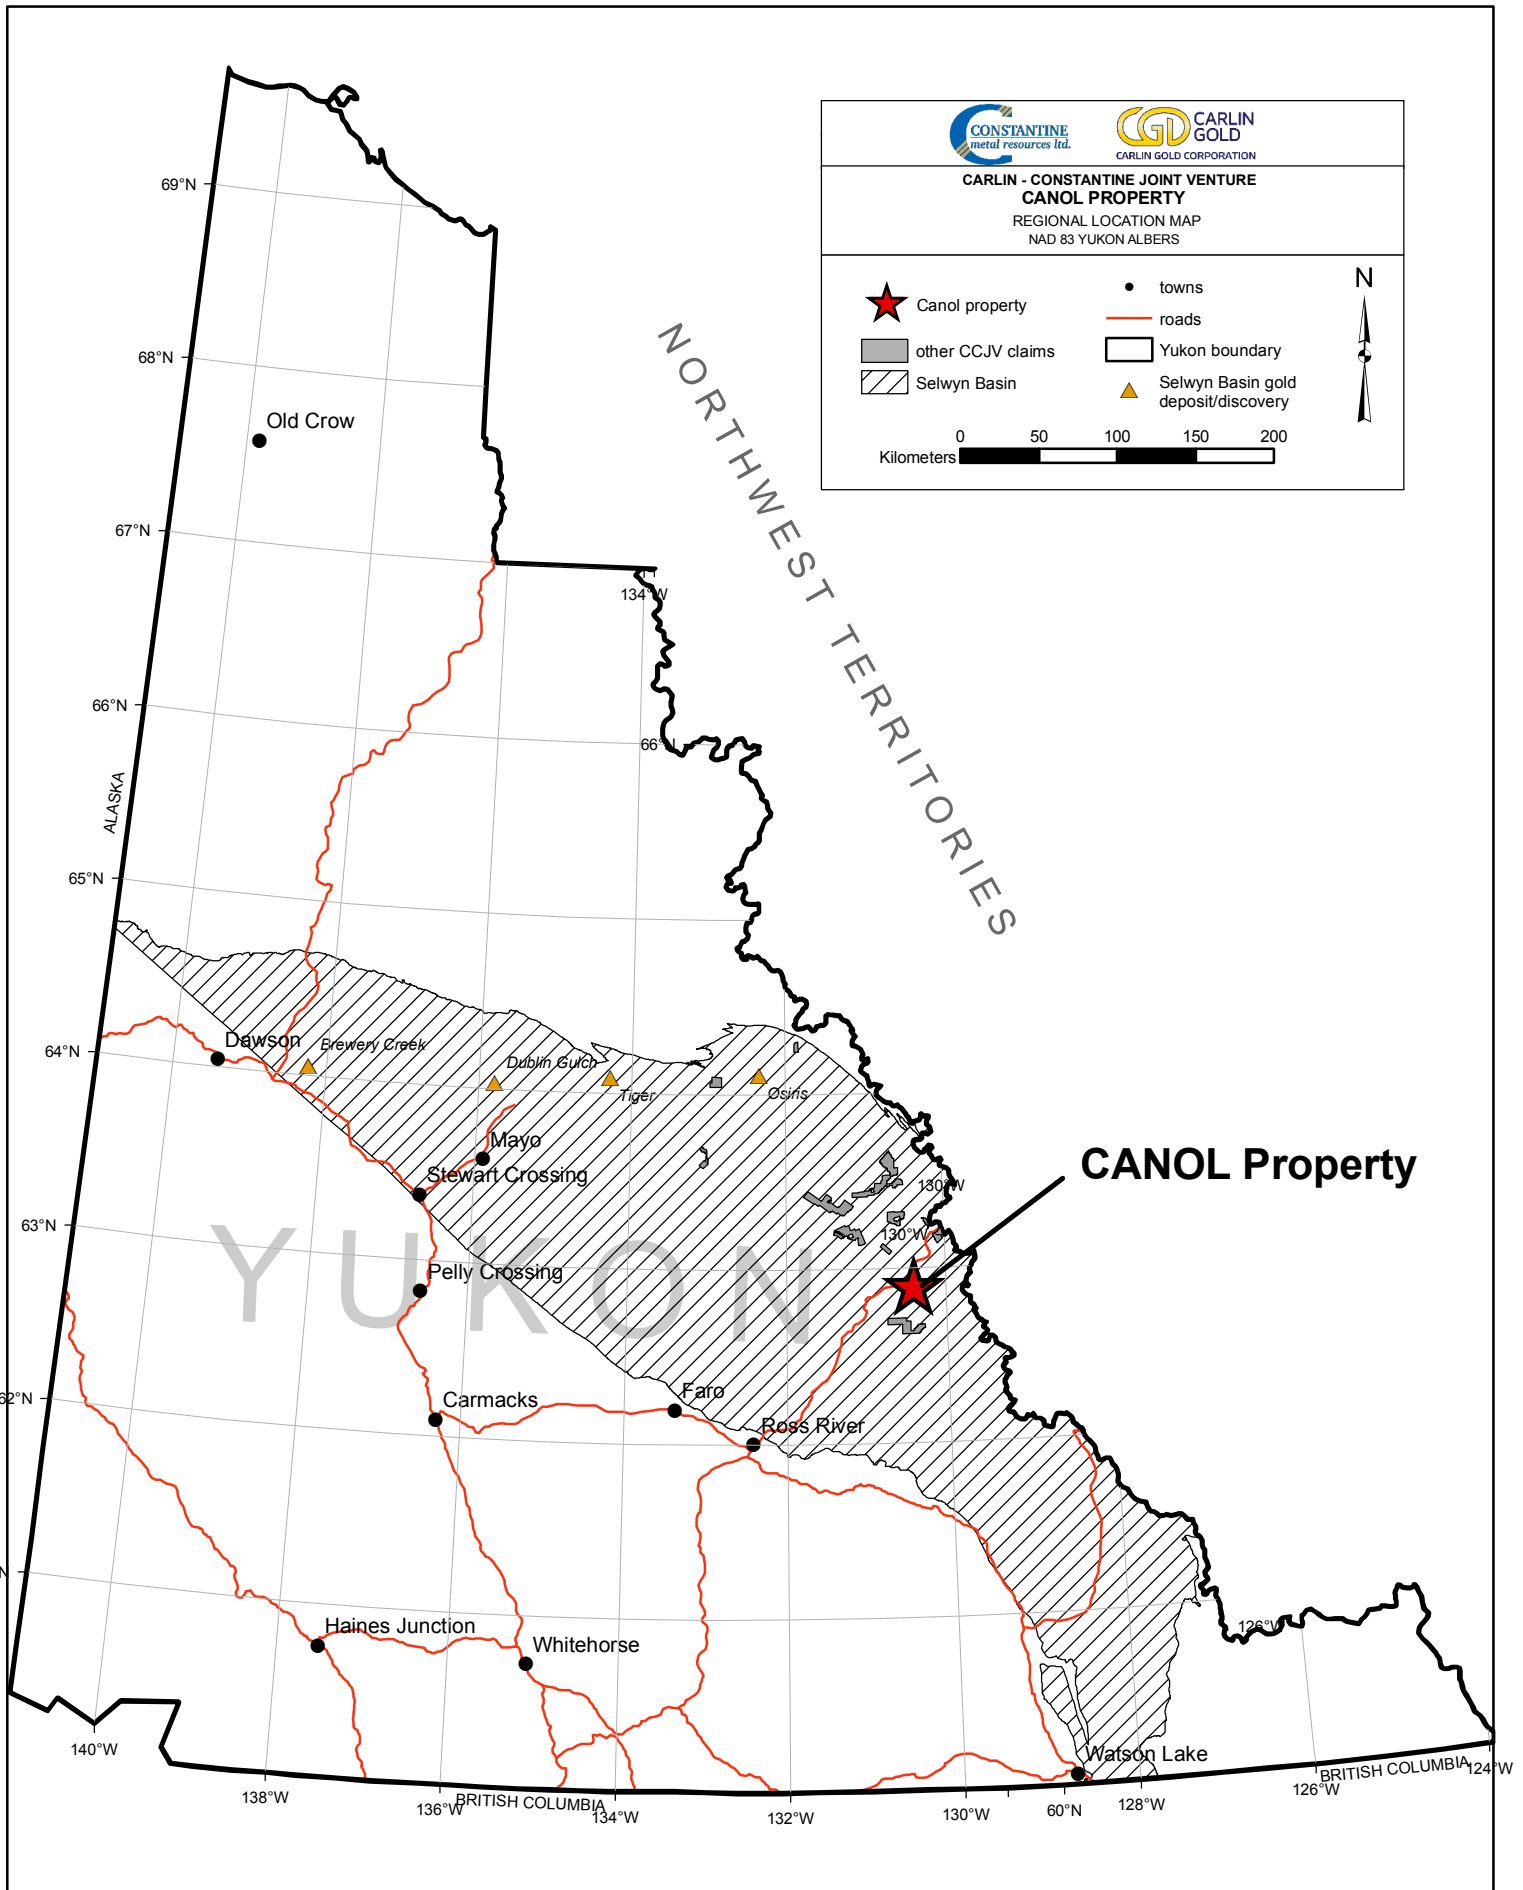 CONSTANTINE
metal resources ltd.
CGD
CARLIN
GOLD
CARLIN GOLD CORPORATION
CARLIN - CONSTANTINE JOINT VENTURE
CANOL PROPERTY
REGIONAL LOCATION MAP
NAD 83 YUKON ALBERS
Canol property
other CCJV claims
Selwyn Basin
towns
roads
Yukon boundary
Selwyn Basin gold
deposit/discovery
N
0 50 100 150 200
Kilometers
69°N
68°N
Old Crow
67°N
NORTHWEST TERRITORIES
134°W
66°N
66°N
ALASKA
65°N
64°N
Dawson
Brewery Creek
Dublin Gulch
Tiger
Osiris
Mayo
Stewart Crossing
CANOL Property
130°W
63°N
130°W
YUKON
Pelly Crossing
62°N
Carmacks
Faro
Ross River
N
Haines Junction
Whitehorse
126°W
140°W
Watson Lake
138°W
136°W
BRITISH COLUMBIA
134°W
132°W
130°W
60°N
128°W
126°W
BRITISH COLUMBIA
124°W